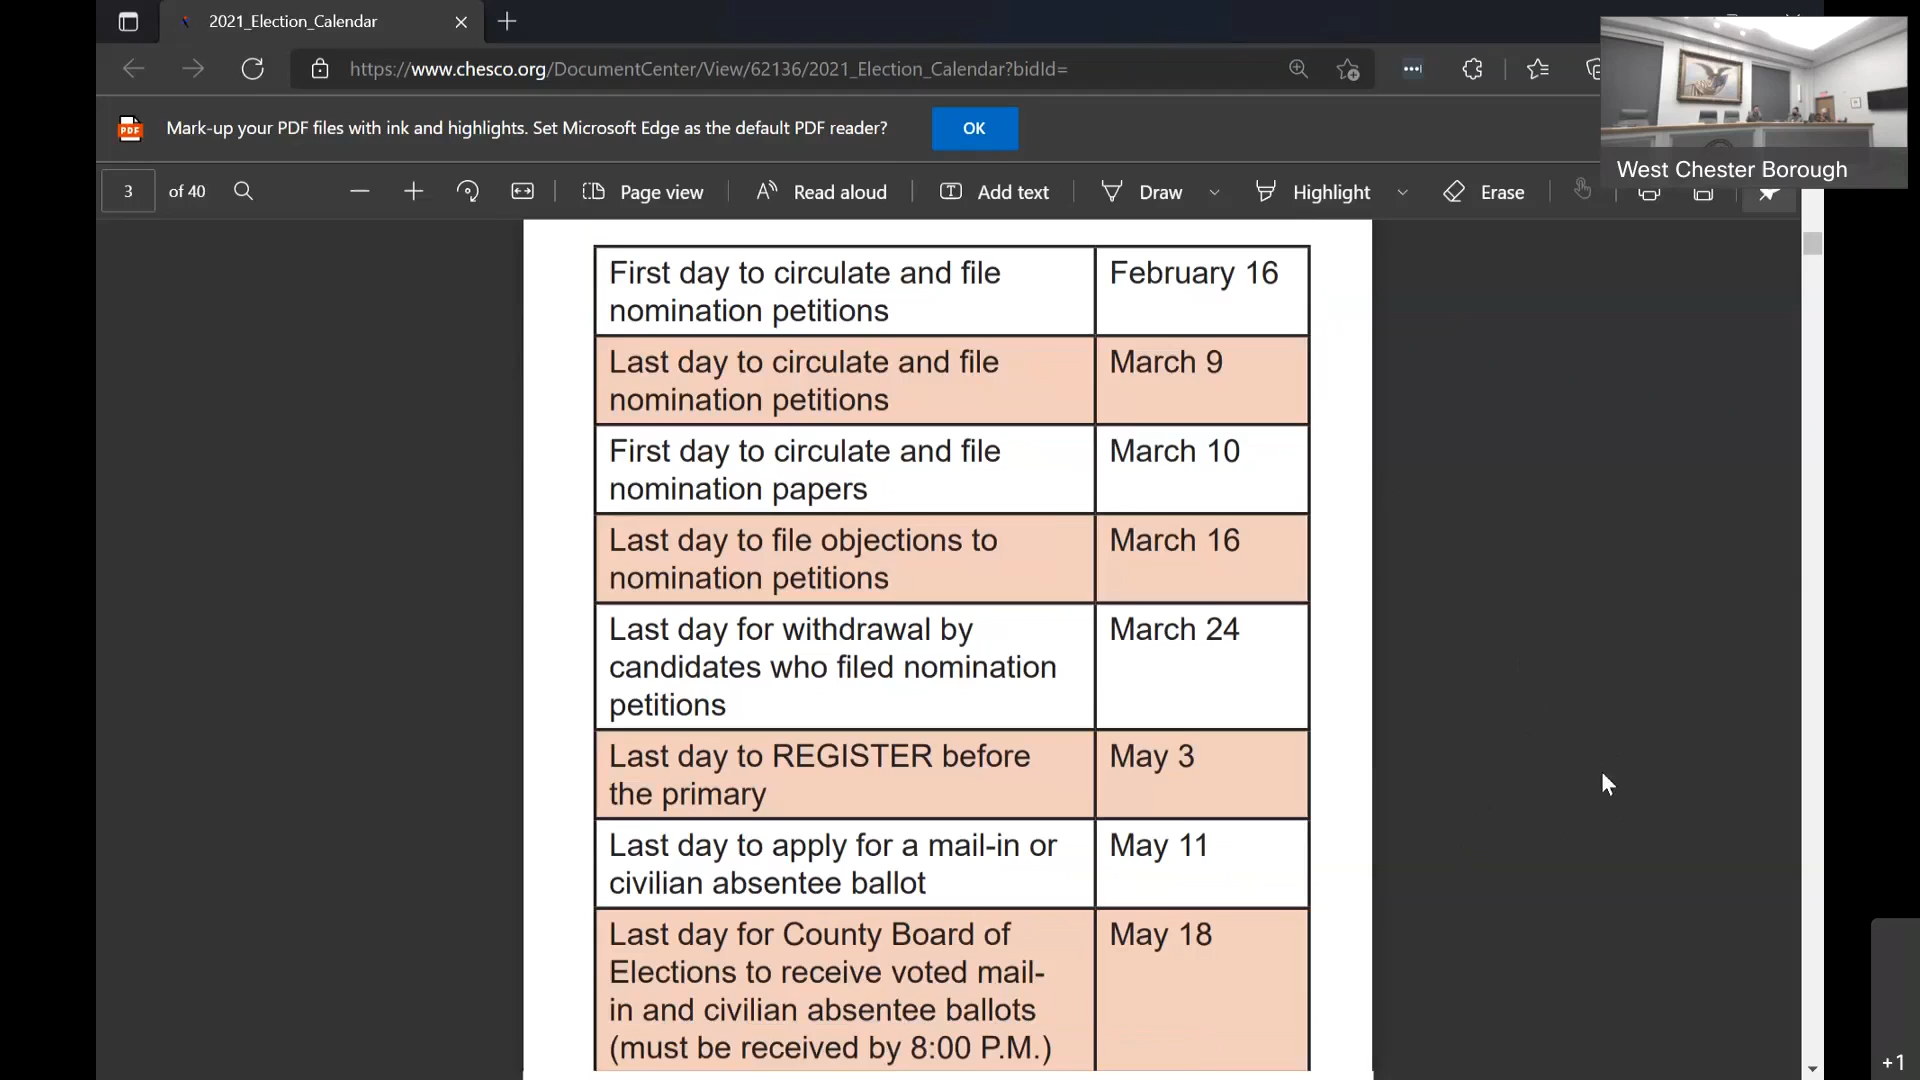 2021_Election_Calendar
https://www.chesco.org/DocumentCenter/View/62136/2021_Election_Calendar?bidId=
PDF
Mark-up your PDF files with ink and highlights. Set Microsoft Edge as the default PDF reader?
OK
West Chester Borough
3 of 40
Page view
Read aloud
Add text
Draw
Highlight
Erase
First day to circulate and file
nomination petitions
February 16
Last day to circulate and file
nomination petitions
March 9
First day to circulate and file
nomination papers
March 10
Last day to file objections to
nomination petitions
March 16
Last day for withdrawal by
candidates who filed nomination
petitions
March 24
Last day to REGISTER before
the primary
May 3
Last day to apply for a mail-in or
civilian absentee ballot
May 11
Last day for County Board of
Elections to receive voted mail-
in and civilian absentee ballots
(must be received by 8:00 P.M.)
May 18
+1